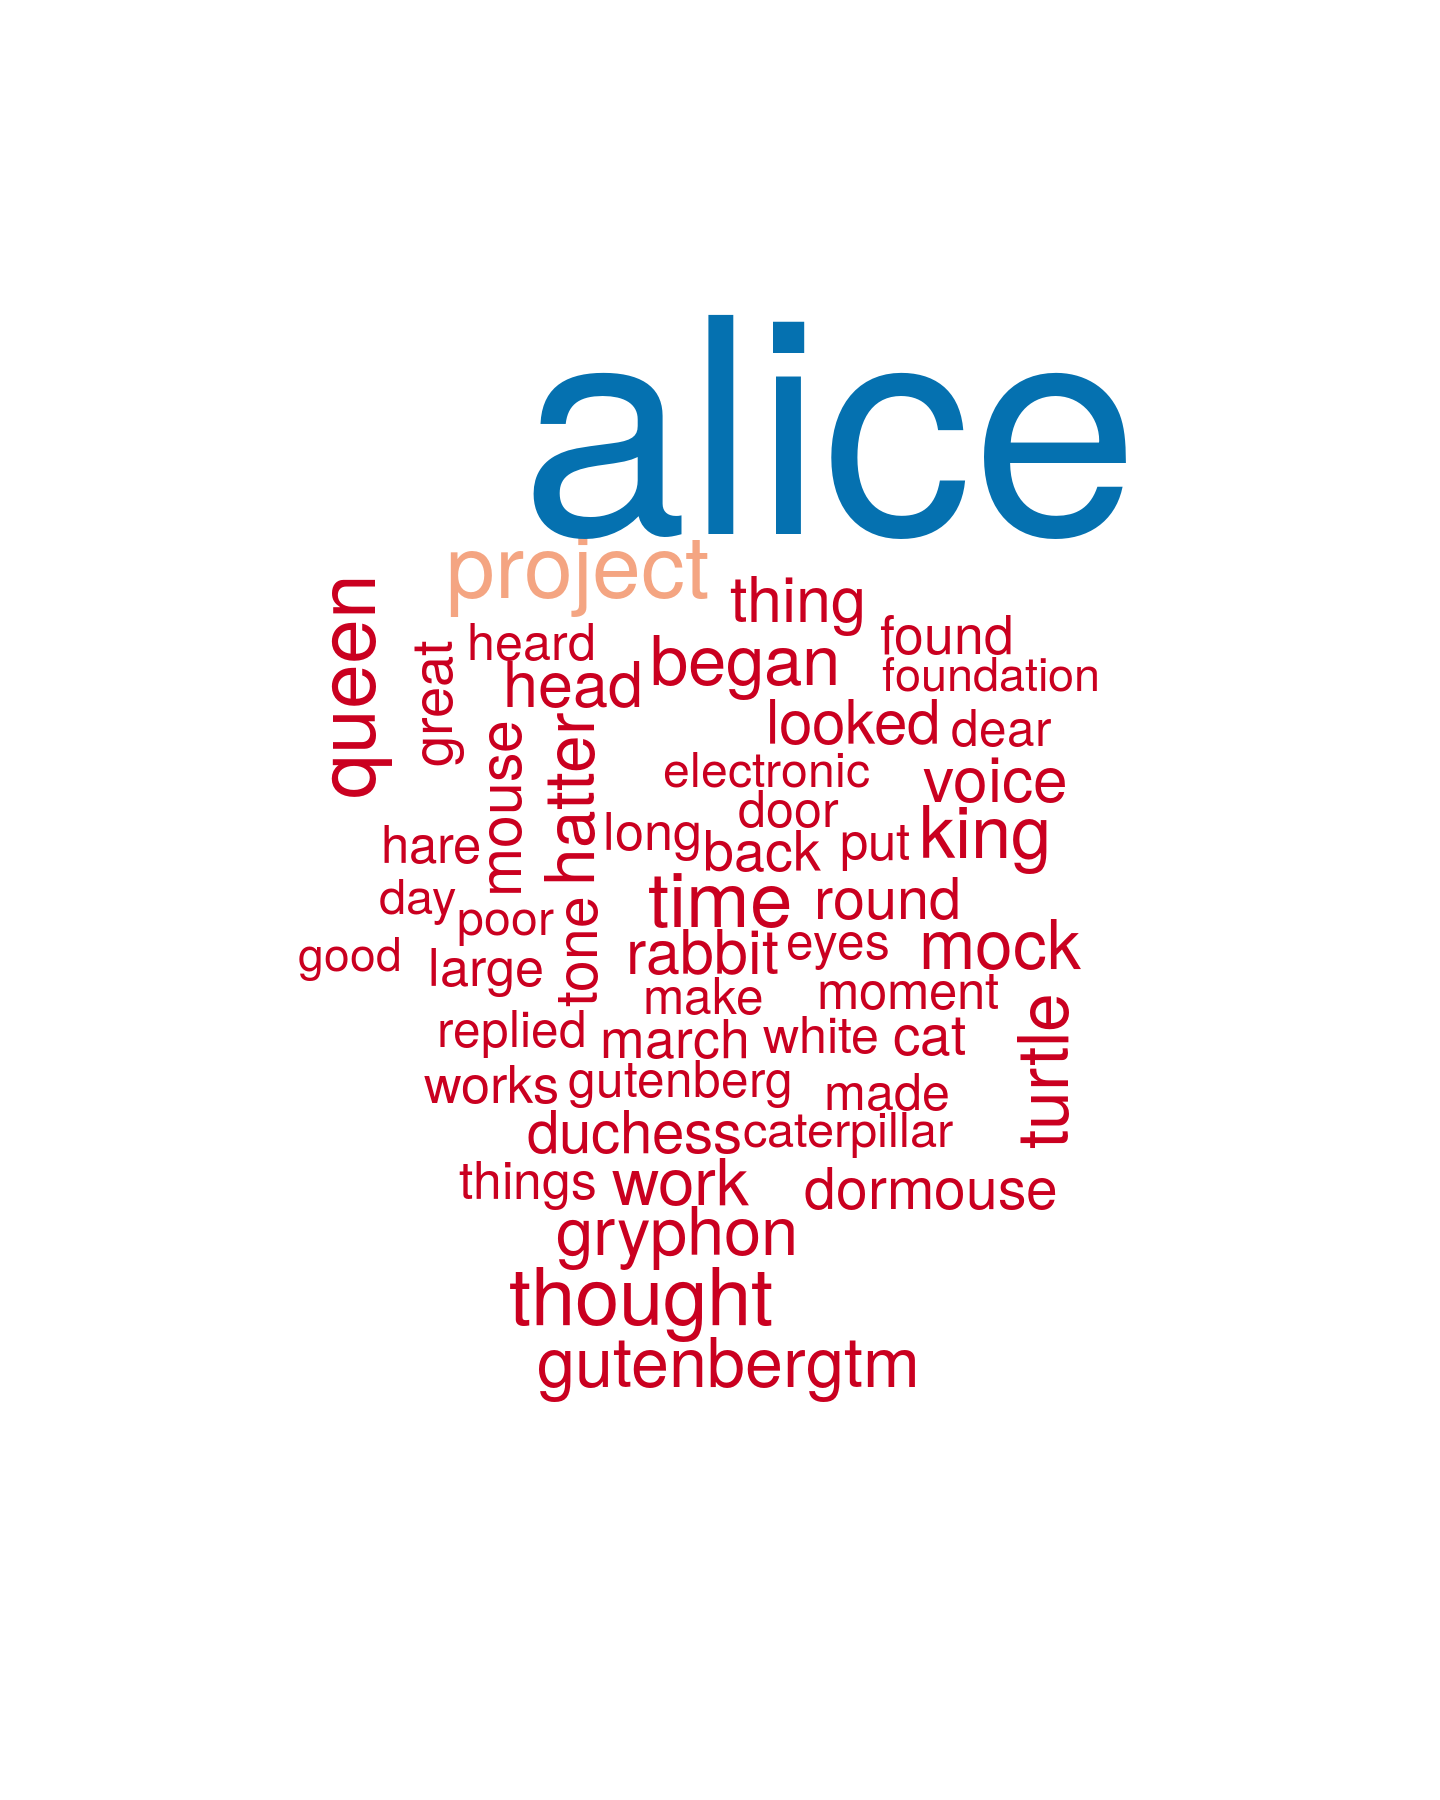 alice
project
thing
queen
great
heard
found
began
head
foundation
looked
dear
mouse
hatter
electronic
voice
door
king
long
hare
back
put
time
round
day
poor
tone
rabbit
eyes
mock
good
large
make
moment
turtle
replied
march
white
cat
works
gutenberg
made
duchess
caterpillar
things
work
dormouse
gryphon
thought
gutenbergtm